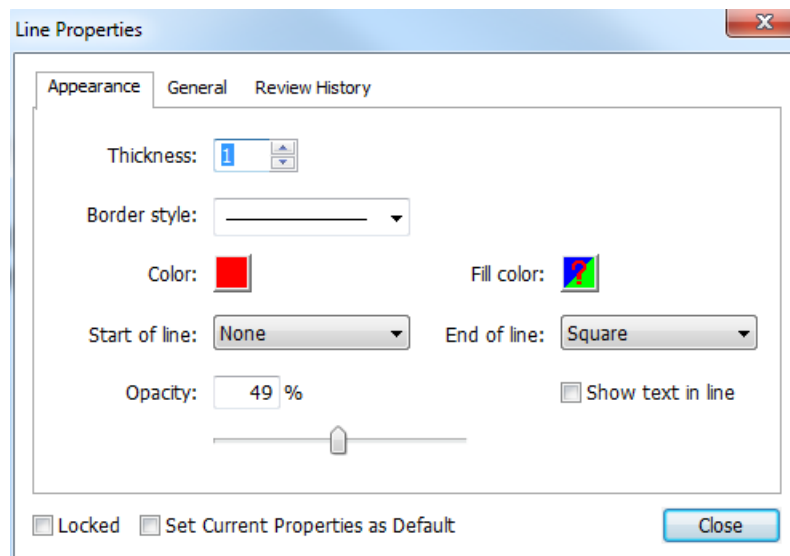 Line Properties
Appearance General Review History
Thickness: 1
Border style:
Color: Fill color: ?
Start of line: None End of line: Square
Opacity: 49 % Show text in line
Locked Set Current Properties as Default Close